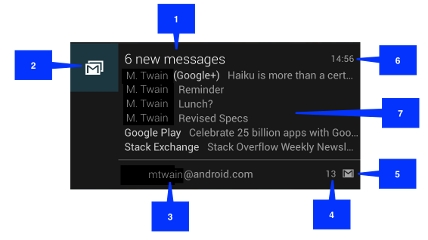 1
6 new messages
14:56
6
2
M. Twain (Google+) Haiku is more than a cert...
M. Twain Reminder
M. Twain Lunch?
M. Twain Revised Specs
7
Google Play Celebrate 25 billion apps with Goo...
Stack Exchange Stack Overflow Weekly Newsl...
mtwain@android.com
13
5
3
4